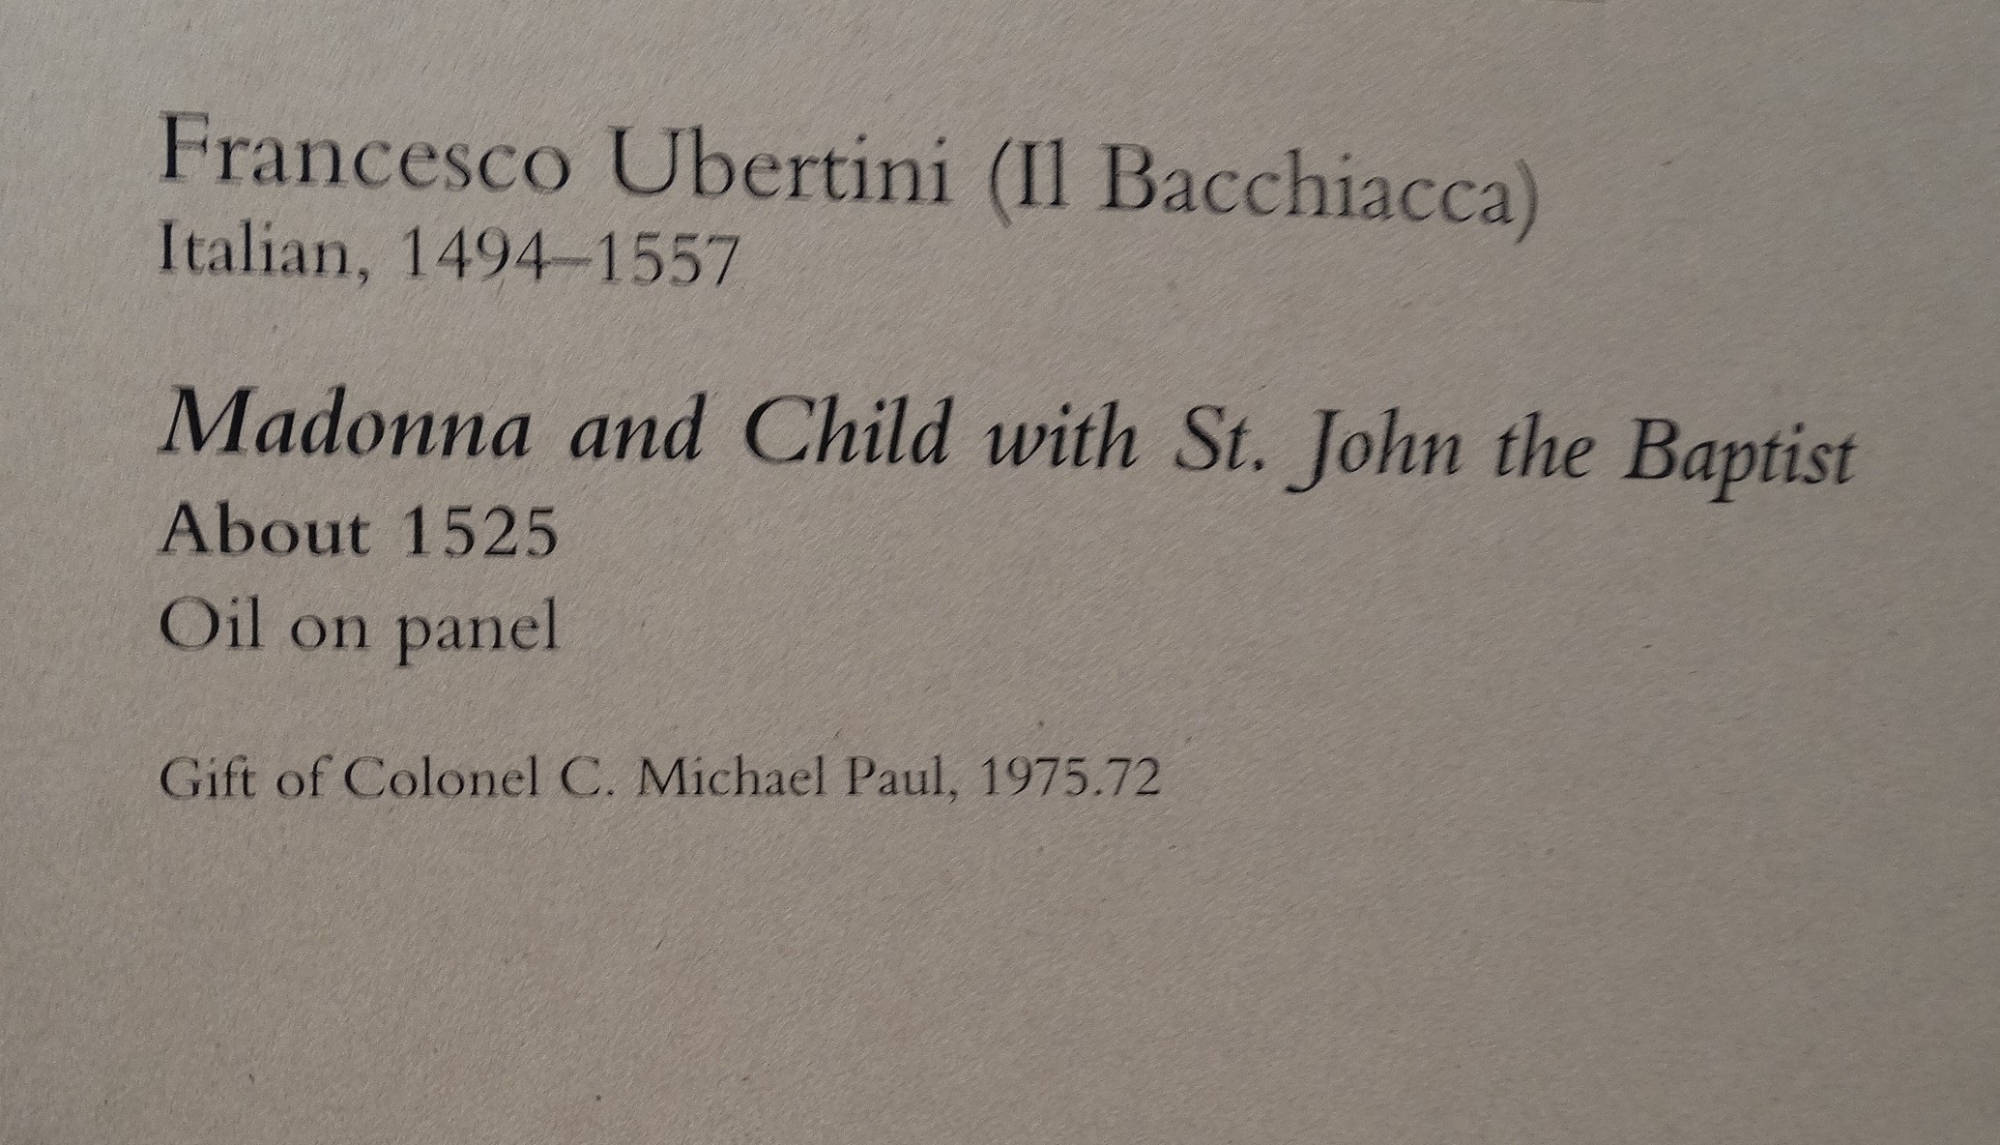 Francesco Ubertini (Il Bacchiacca)
Italian, 1494–1557
Madonna and Child with St. John the Baptist
About 1525
Oil on panel
Gift of Colonel C. Michael Paul, 1975.72